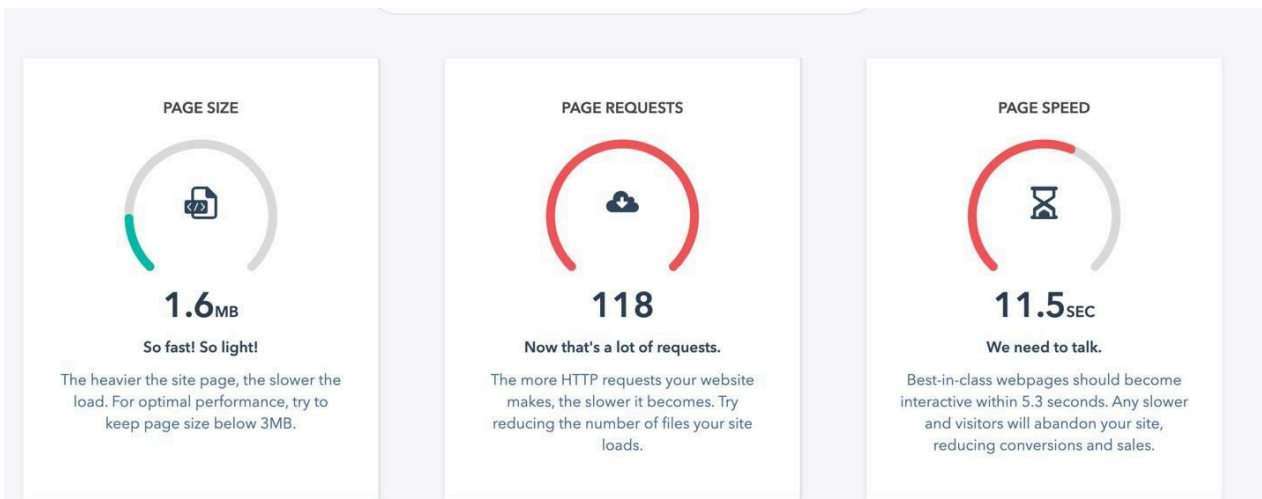 PAGE SIZE
</>
1.6MB
So fast! So light!
The heavier the site page, the slower the
load. For optimal performance, try to
keep page size below 3MB.
PAGE REQUESTS
118
Now that's a lot of requests.
The more HTTP requests your website
makes, the slower it becomes. Try
reducing the number of files your site
loads.
PAGE SPEED
11.5SEC
We need to talk.
Best-in-class webpages should become
interactive within 5.3 seconds. Any slower
and visitors will abandon your site,
reducing conversions and sales.